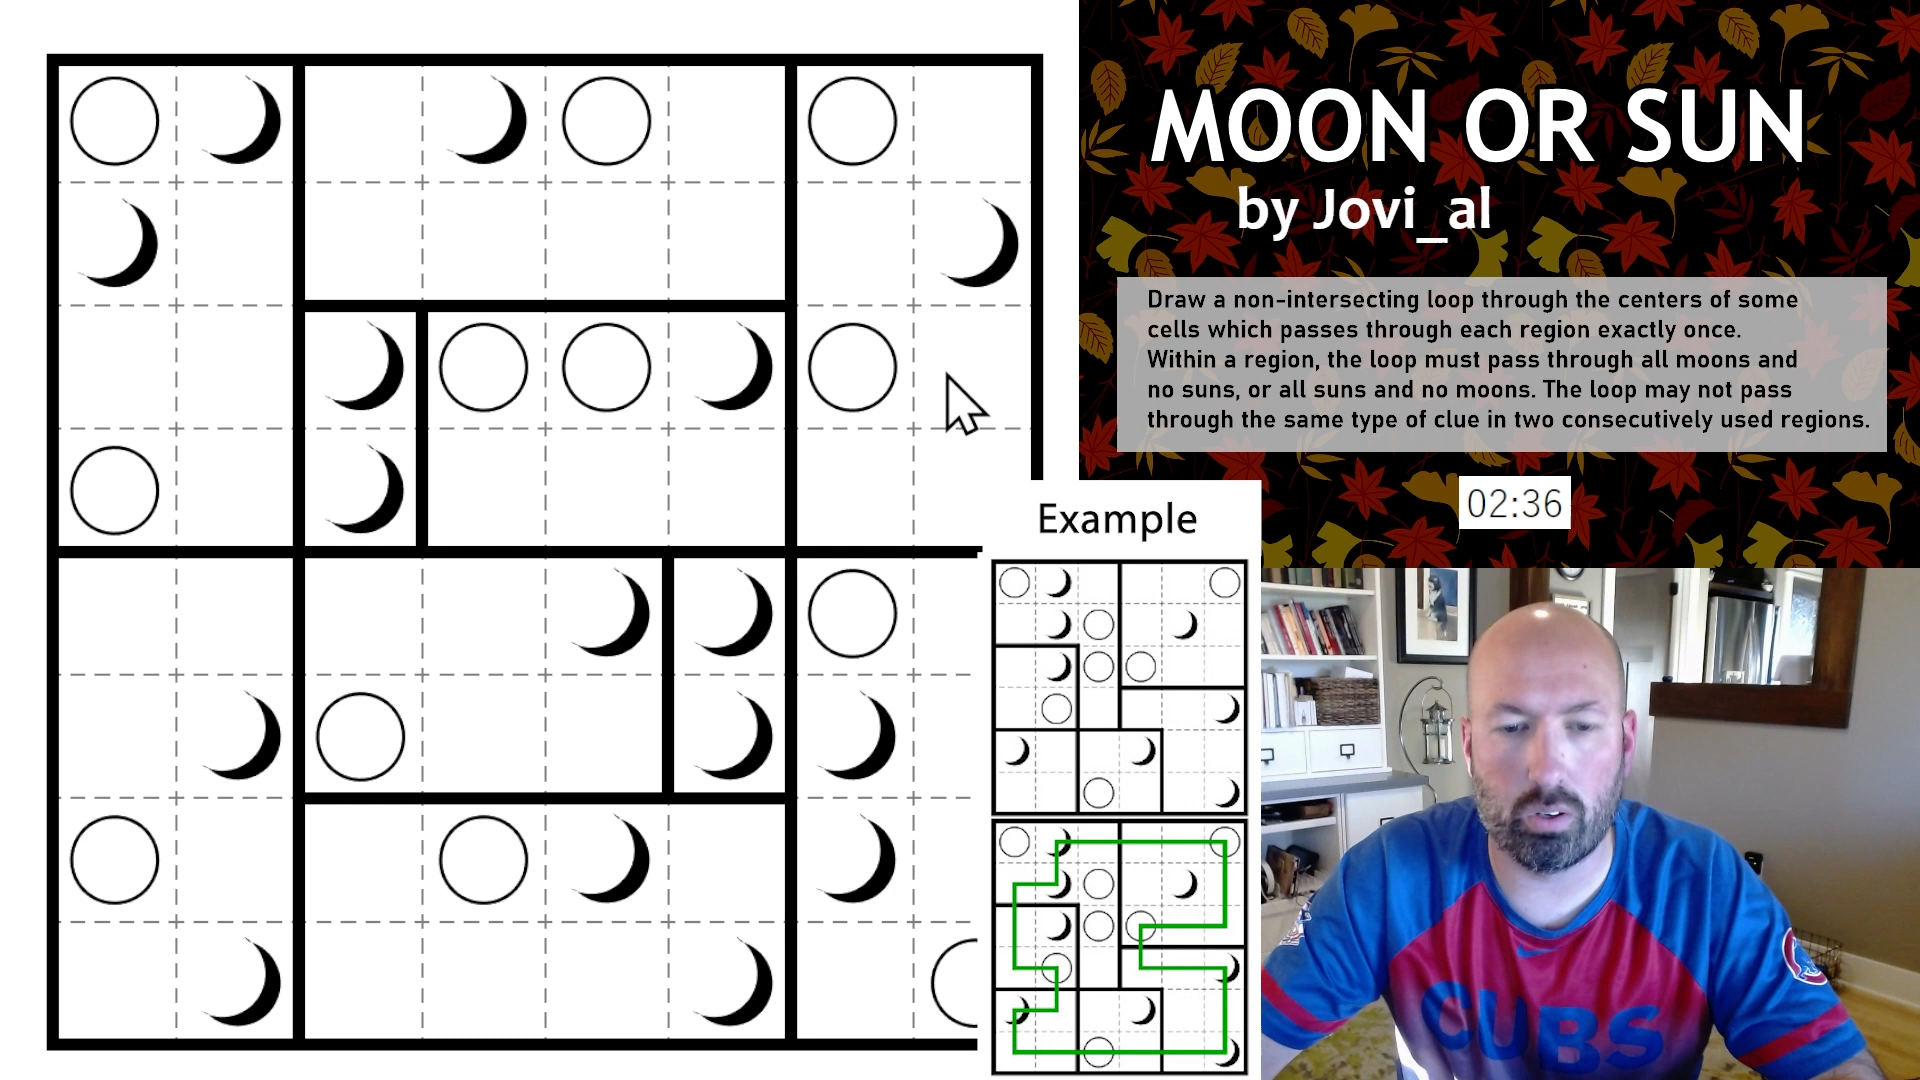 MOON OR SUN
by Jovi_al
Draw a non-intersecting loop through the centers of some
cells which passes through each region exactly once.
Within a region, the loop must pass through all moons and
no suns, or all suns and no moons. The loop may not pass
through the same type of clue in two consecutively used regions.
02:36
Example
CUBS